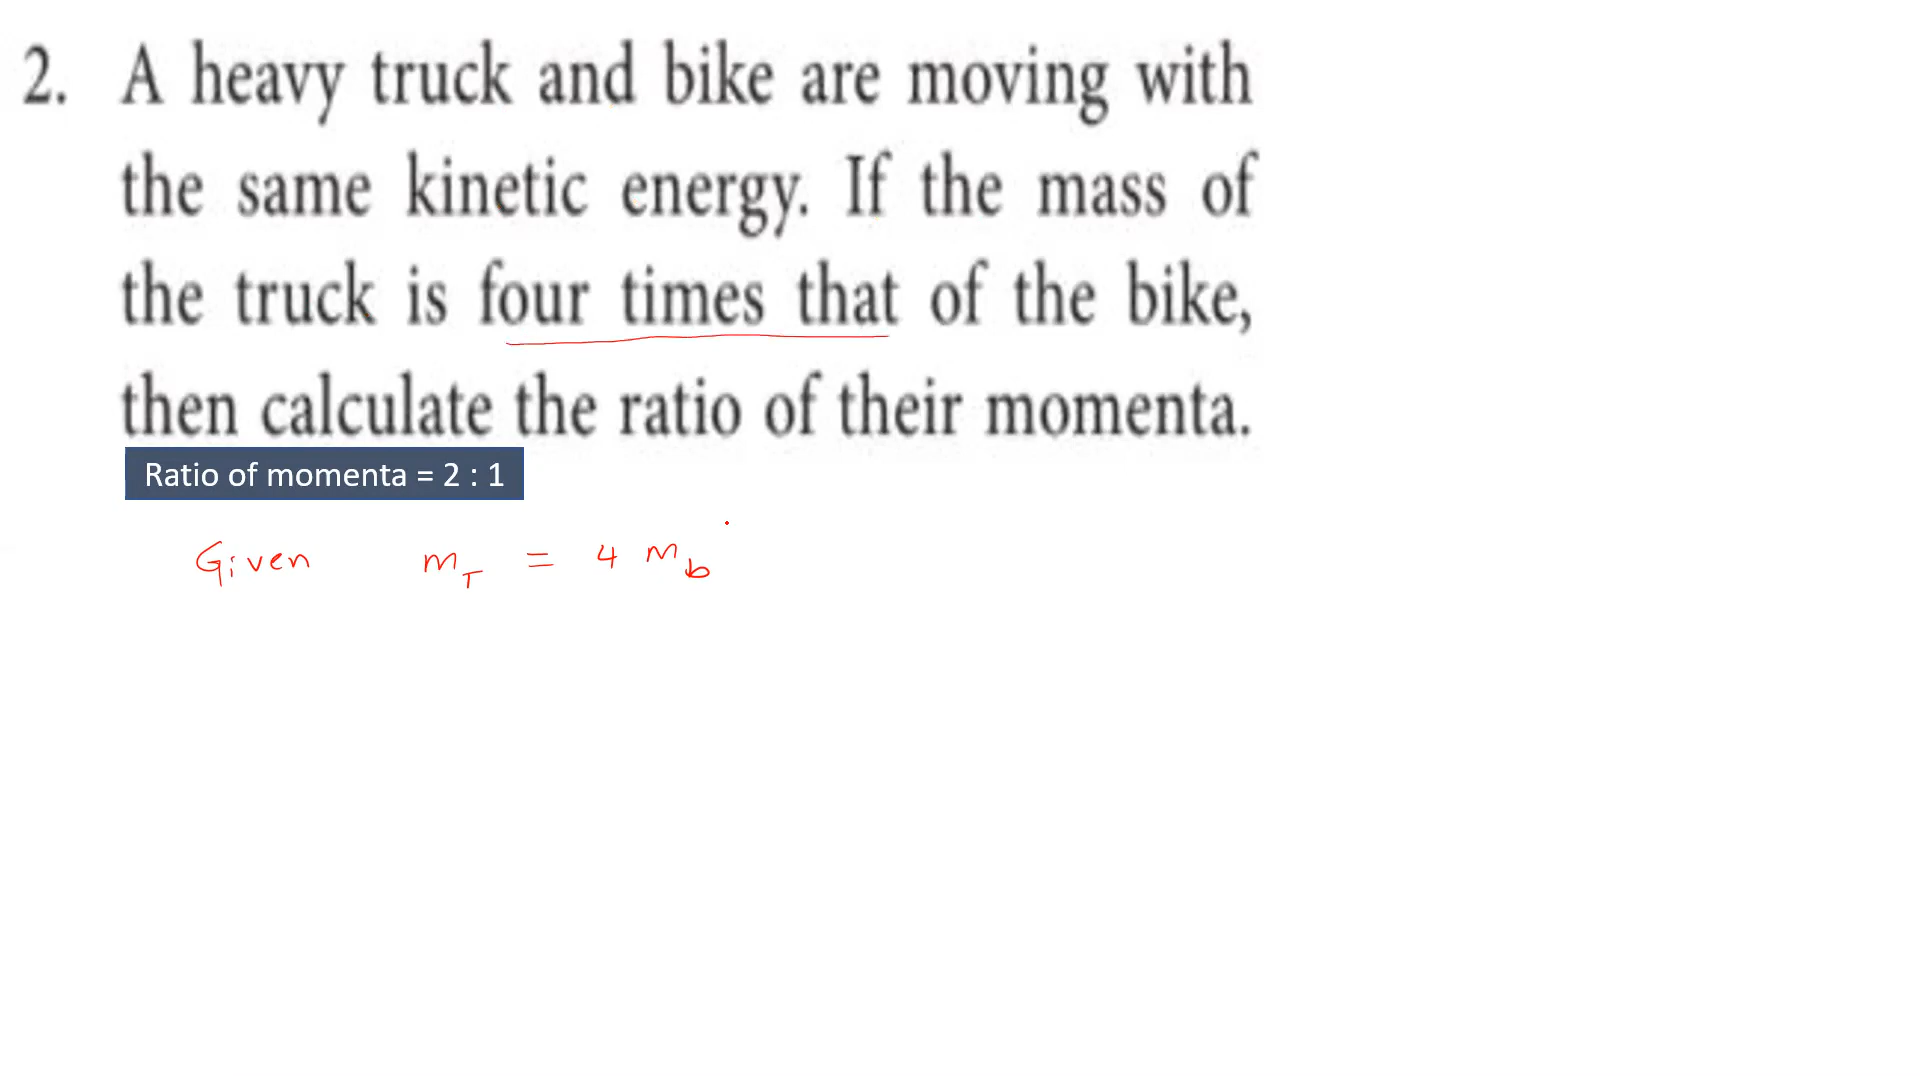 2. A heavy truck and bike are moving with
the same kinetic energy. If the mass of
the truck is four times that of the bike,
then calculate the ratio of their momenta.
Ratio of momenta = 2 : 1
Given m_T = 4 m_b